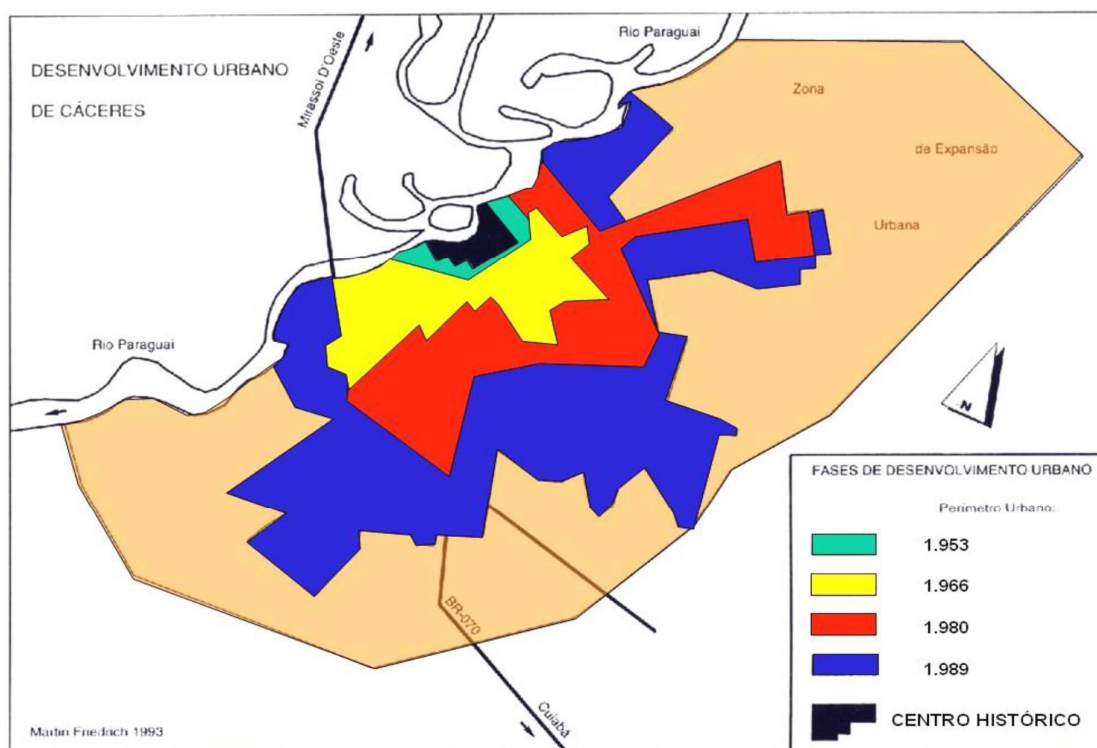 DESENVOLVIMENTO URBANO
DE CÁCERES
Mirassol D'Oeste
Rio Paraguai
Zona
de Expansão
Urbana
Rio Paraguai
N
BR-070
Cuiabá
FASES DE DESENVOLVIMENTO URBANO
Perímetro Urbano:
1.953
1.966
1.980
1.989
CENTRO HISTÓRICO
Martin Friedrich 1993